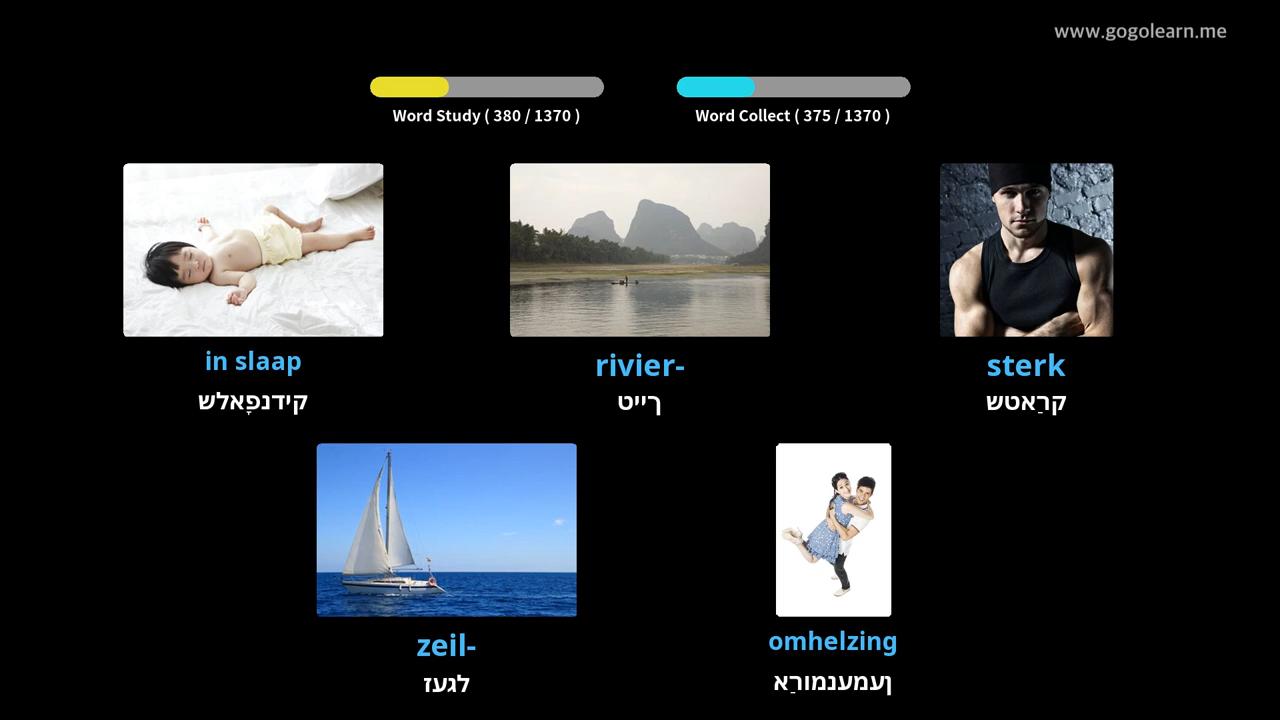 www.gogolearn.me
Word Study ( 380 / 1370 )
Word Collect ( 375 / 1370 )
in slaap
קידנפָאלש
rivier-
ךייט
sterk
קרַאטש
zeil-
לגעז
omhelzing
ןעמענמורַא